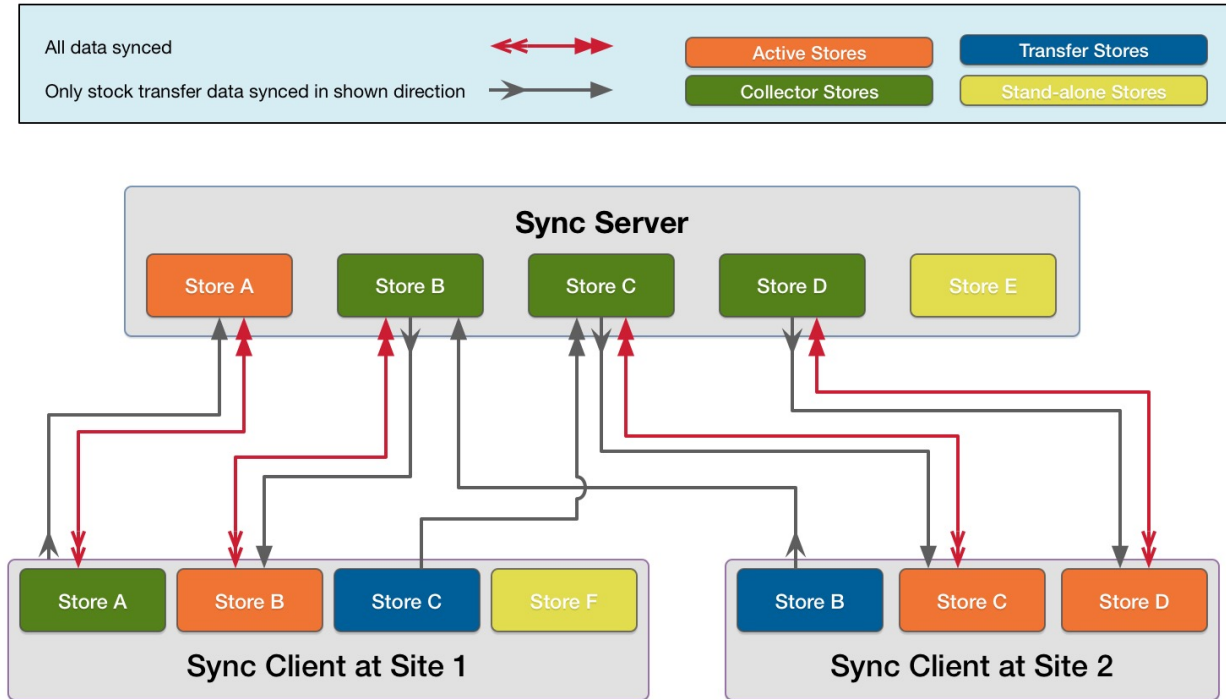 All data synced
Active Stores
Transfer Stores
Only stock transfer data synced in shown direction
Collector Stores
Stand-alone Stores
Sync Server
Store A
Store B
Store C
Store D
Store E
Store A
Store B
Store C
Store F
Store B
Store C
Store D
Sync Client at Site 1
Sync Client at Site 2